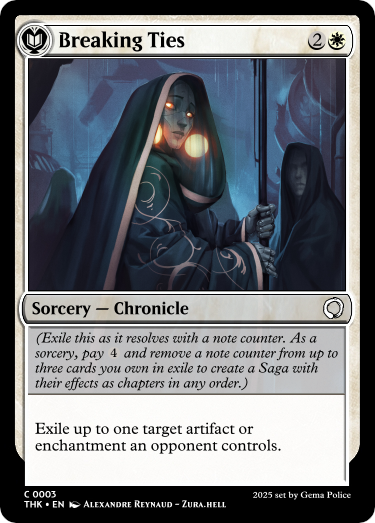 Breaking Ties 2
Sorcery — Chronicle
(Exile this as it resolves with a note counter. As a
sorcery, pay 4 and remove a note counter from up to
three cards you own in exile to create a Saga with
their effects as chapters in any order.)
Exile up to one target artifact or
enchantment an opponent controls.
C 0003
THK • EN Alexandre Reynaud – Zura.hell
2025 set by Gema Police